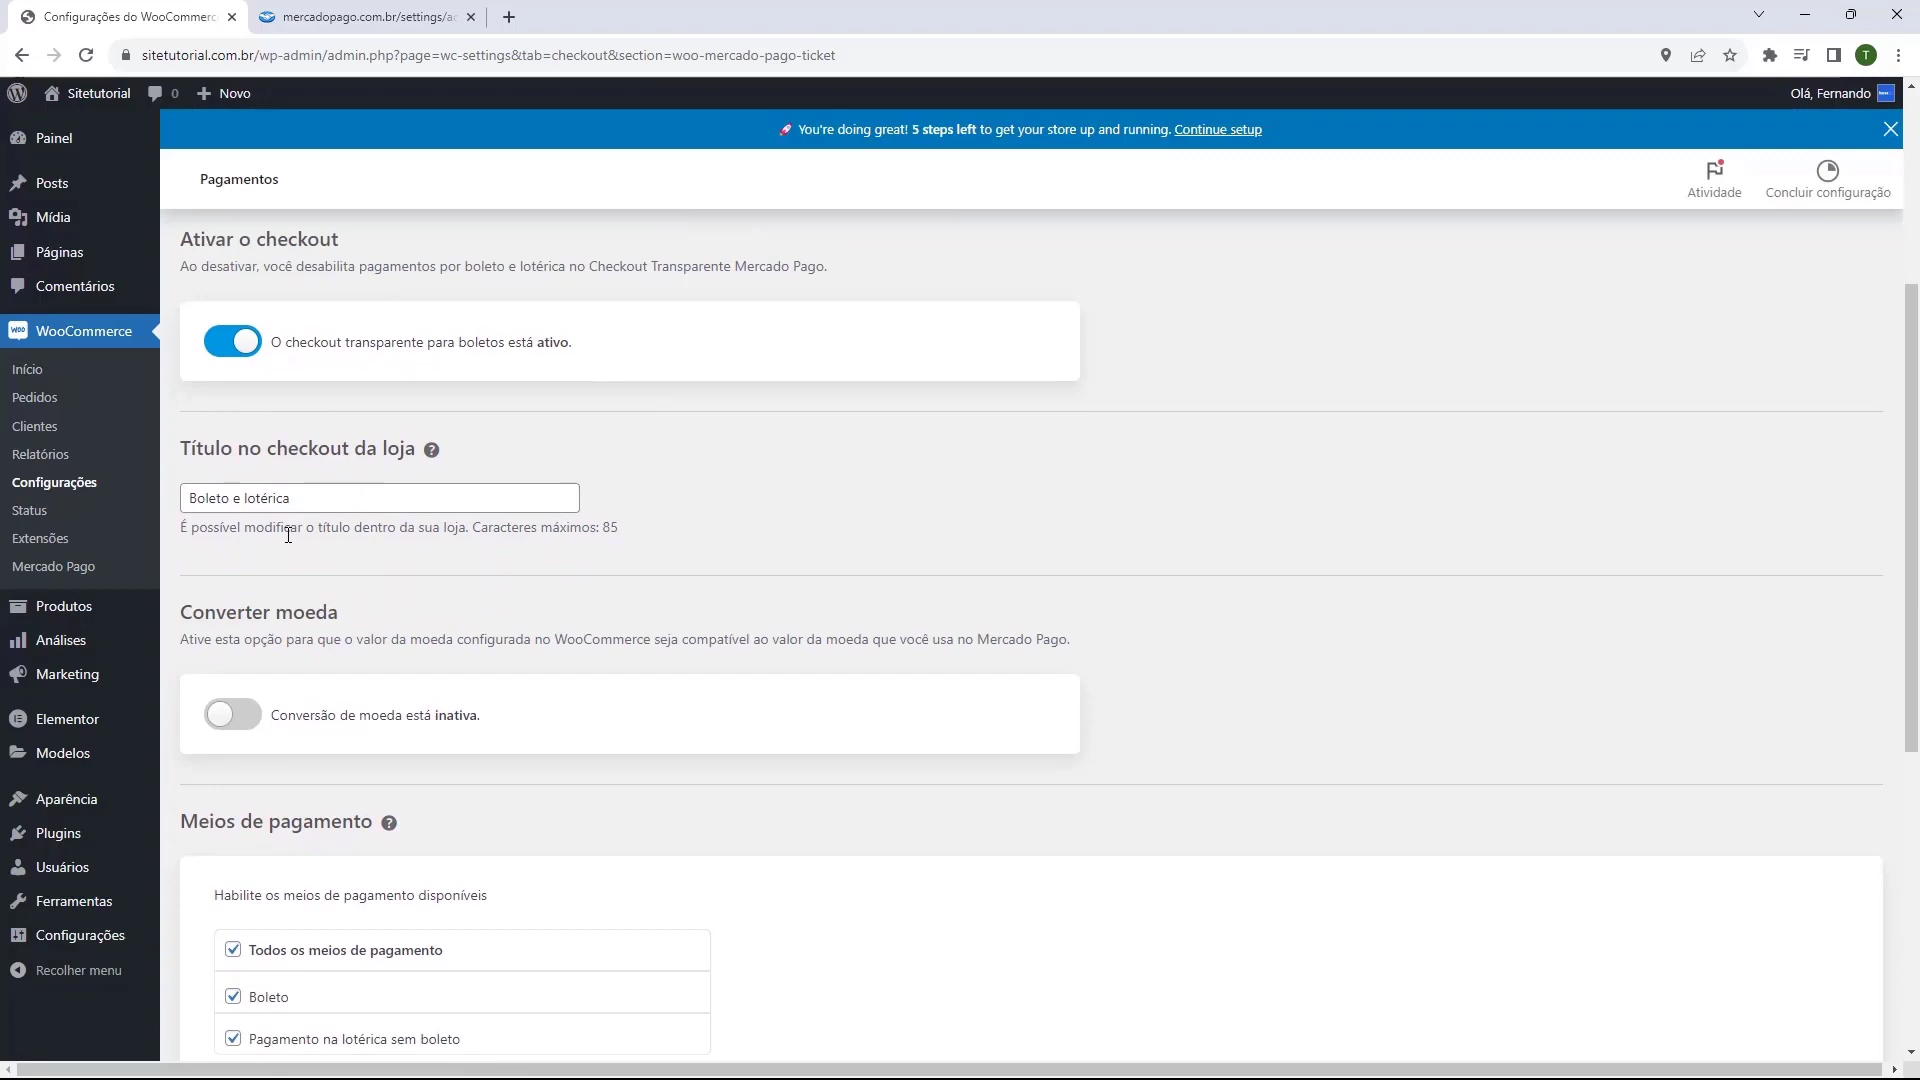 Configurações do WooCommerc
mercadopago.com.br/settings/ac
sitetutorial.com.br/wp-admin/admin.php?page=wc-settings&tab=checkout&section=woo-mercado-pago-ticket
T
Sitetutorial
0
Novo
Olá, Fernando
🚀 You're doing great! 5 steps left to get your store up and running. Continue setup
Pagamentos
Atividade
Concluir configuração
Painel
Posts
Mídia
Páginas
Comentários
WooCommerce
Início
Pedidos
Clientes
Relatórios
Configurações
Status
Extensões
Mercado Pago
Produtos
Análises
Marketing
Elementor
Modelos
Aparência
Plugins
Usuários
Ferramentas
Configurações
Recolher menu
Ativar o checkout
Ao desativar, você desabilita pagamentos por boleto e lotérica no Checkout Transparente Mercado Pago.
O checkout transparente para boletos está ativo.
Título no checkout da loja
Boleto e lotérica
É possível modificar o título dentro da sua loja. Caracteres máximos: 85
Converter moeda
Ative esta opção para que o valor da moeda configurada no WooCommerce seja compatível ao valor da moeda que você usa no Mercado Pago.
Conversão de moeda está inativa.
Meios de pagamento
Habilite os meios de pagamento disponíveis
Todos os meios de pagamento
Boleto
Pagamento na lotérica sem boleto